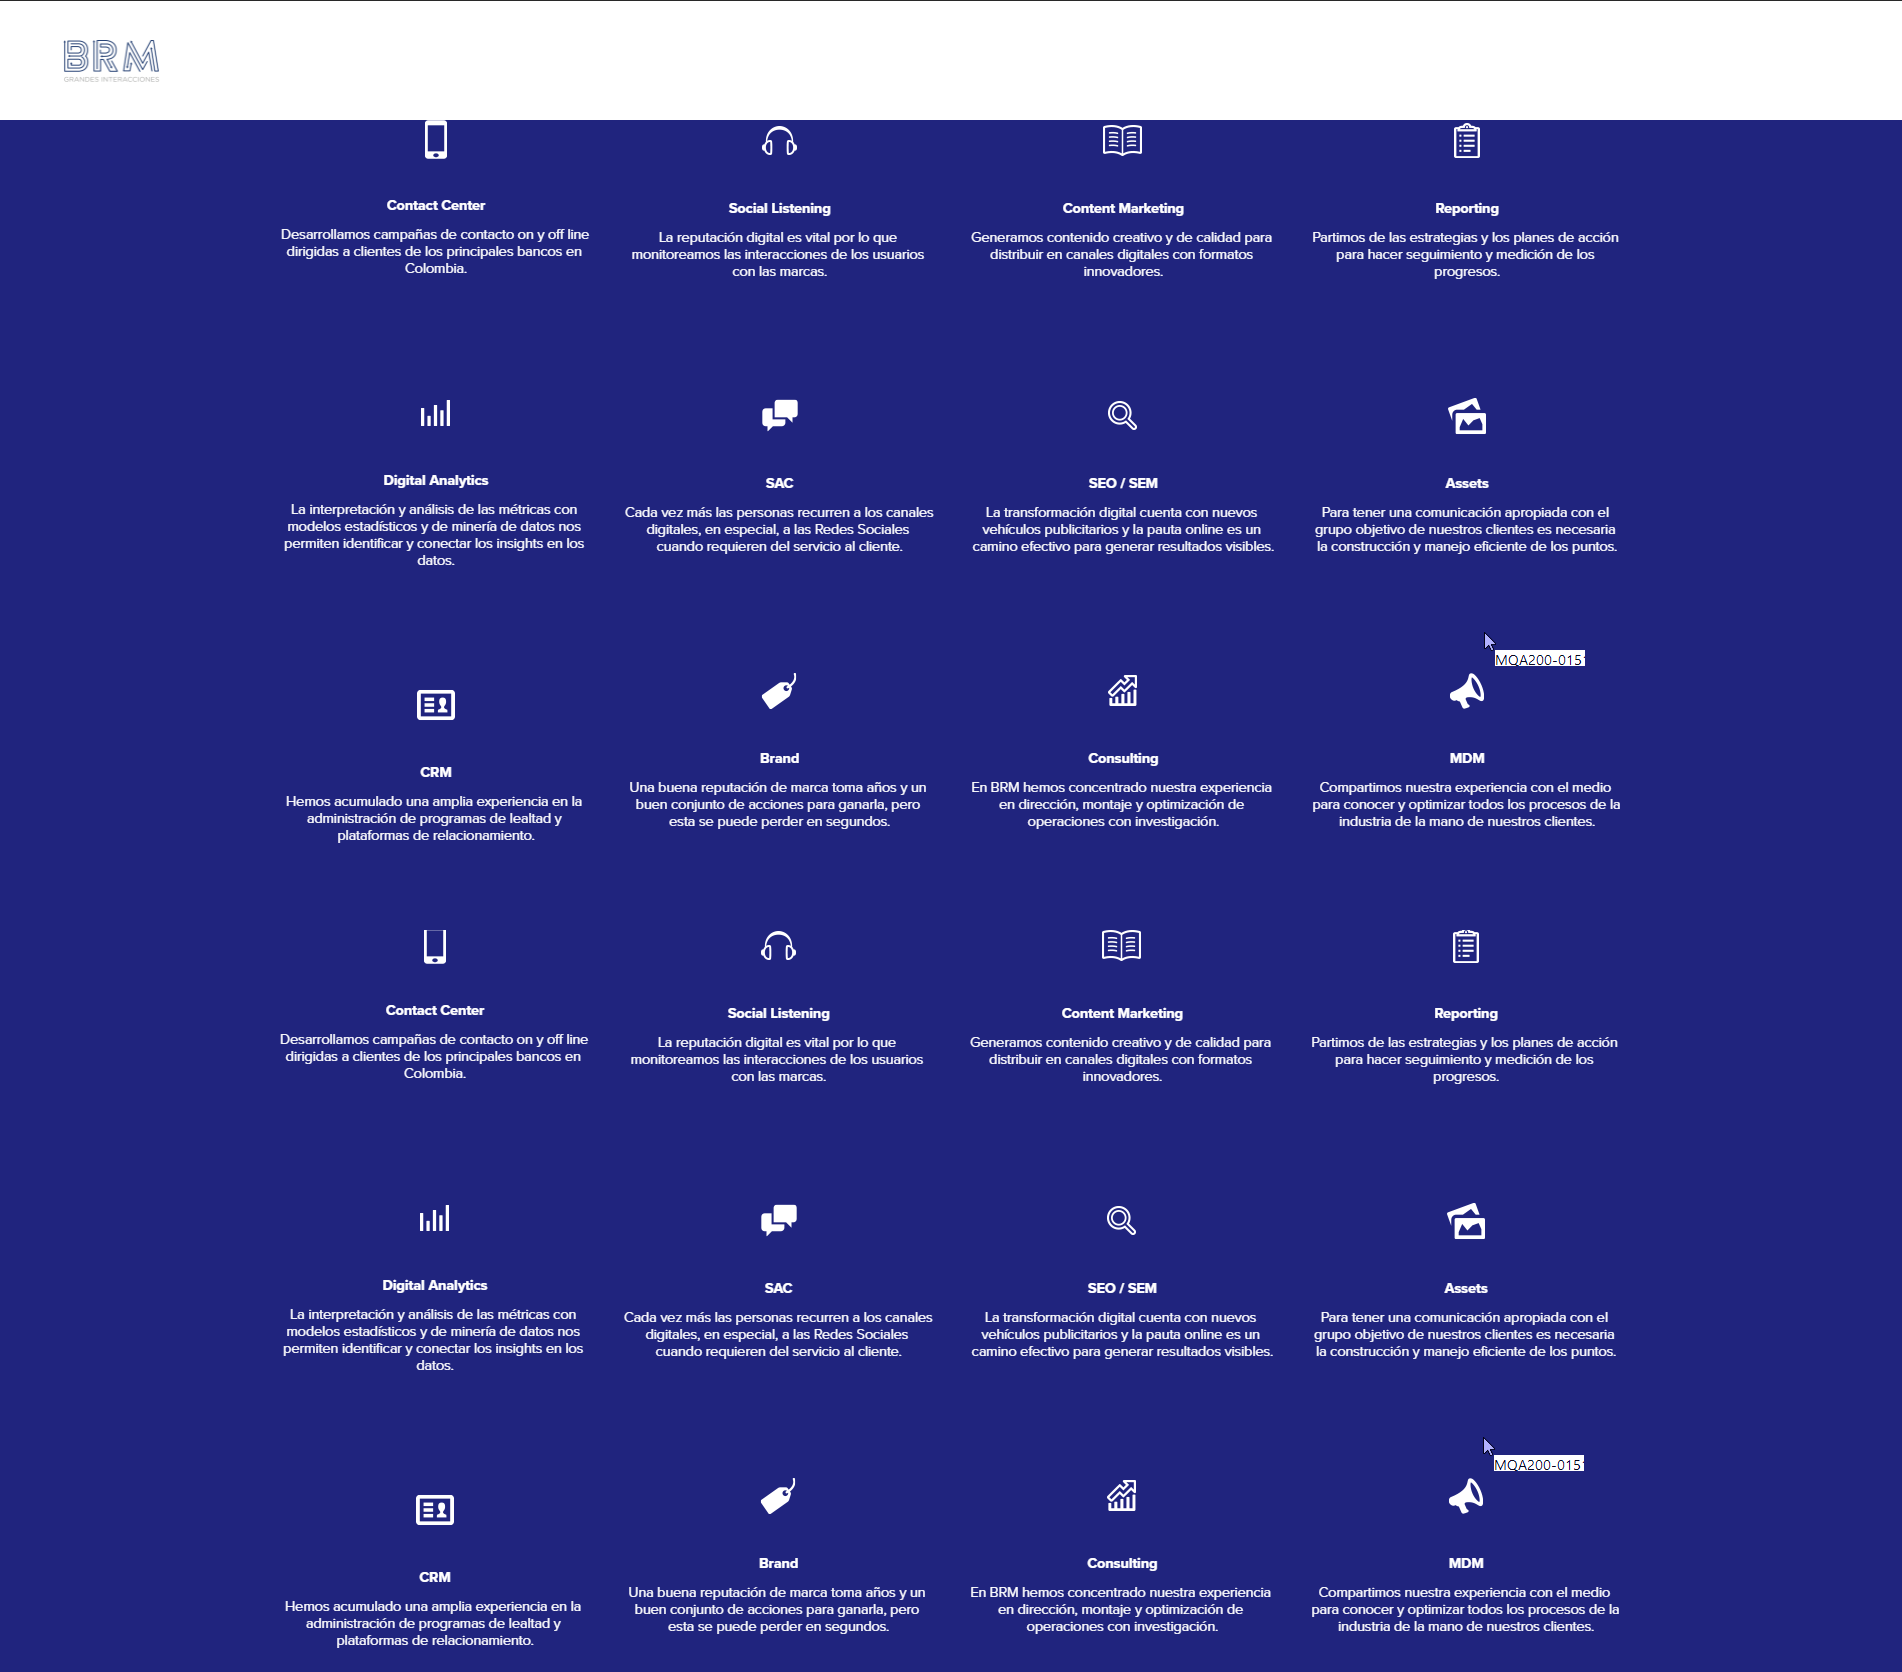 BRM
GRANDES INTERACCIONES
Contact Center
Desarrollamos campañas de contacto on y off line
dirigidas a clientes de los principales bancos en
Colombia.
Social Listening
La reputación digital es vital por lo que
monitoreamos las interacciones de los usuarios
con las marcas.
Content Marketing
Generamos contenido creativo y de calidad para
distribuir en canales digitales con formatos
innovadores.
Reporting
Partimos de las estrategias y los planes de acción
para hacer seguimiento y medición de los
progresos.
Digital Analytics
La interpretación y análisis de las métricas con
modelos estadísticos y de minería de datos nos
permiten identificar y conectar los insights en los
datos.
SAC
Cada vez más las personas recurren a los canales
digitales, en especial, a las Redes Sociales
cuando requieren del servicio al cliente.
SEO / SEM
La transformación digital cuenta con nuevos
vehículos publicitarios y la pauta online es un
camino efectivo para generar resultados visibles.
Assets
Para tener una comunicación apropiada con el
grupo objetivo de nuestros clientes es necesaria
la construcción y manejo eficiente de los puntos.
MQA200-0151
CRM
Hemos acumulado una amplia experiencia en la
administración de programas de lealtad y
plataformas de relacionamiento.
Brand
Una buena reputación de marca toma años y un
buen conjunto de acciones para ganarla, pero
esta se puede perder en segundos.
Consulting
En BRM hemos concentrado nuestra experiencia
en dirección, montaje y optimización de
operaciones con investigación.
MDM
Compartimos nuestra experiencia con el medio
para conocer y optimizar todos los procesos de la
industria de la mano de nuestros clientes.
Contact Center
Desarrollamos campañas de contacto on y off line
dirigidas a clientes de los principales bancos en
Colombia.
Social Listening
La reputación digital es vital por lo que
monitoreamos las interacciones de los usuarios
con las marcas.
Content Marketing
Generamos contenido creativo y de calidad para
distribuir en canales digitales con formatos
innovadores.
Reporting
Partimos de las estrategias y los planes de acción
para hacer seguimiento y medición de los
progresos.
Digital Analytics
La interpretación y análisis de las métricas con
modelos estadísticos y de minería de datos nos
permiten identificar y conectar los insights en los
datos.
SAC
Cada vez más las personas recurren a los canales
digitales, en especial, a las Redes Sociales
cuando requieren del servicio al cliente.
SEO / SEM
La transformación digital cuenta con nuevos
vehículos publicitarios y la pauta online es un
camino efectivo para generar resultados visibles.
Assets
Para tener una comunicación apropiada con el
grupo objetivo de nuestros clientes es necesaria
la construcción y manejo eficiente de los puntos.
MQA200-0151
CRM
Hemos acumulado una amplia experiencia en la
administración de programas de lealtad y
plataformas de relacionamiento.
Brand
Una buena reputación de marca toma años y un
buen conjunto de acciones para ganarla, pero
esta se puede perder en segundos.
Consulting
En BRM hemos concentrado nuestra experiencia
en dirección, montaje y optimización de
operaciones con investigación.
MDM
Compartimos nuestra experiencia con el medio
para conocer y optimizar todos los procesos de la
industria de la mano de nuestros clientes.